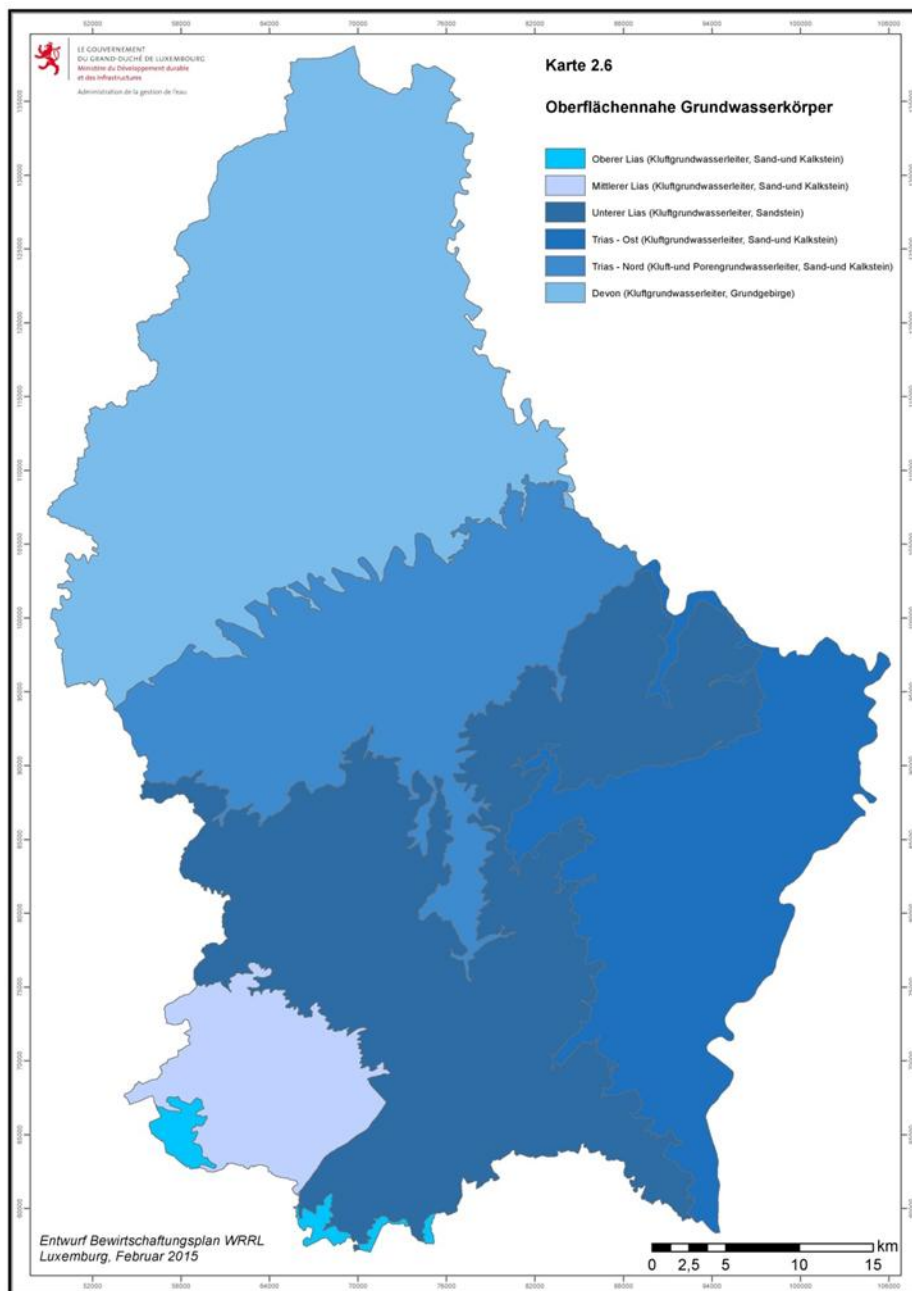 LE GOUVERNEMENT
DU GRAND-DUCHÉ DE LUXEMBOURG
Ministère du Développement durable
et des Infrastructures
Administration de la gestion de l'eau
Karte 2.6
Oberflächennahe Grundwasserkörper
Oberer Lias (Kluftgrundwasserleiter, Sand-und Kalkstein)
Mittlerer Lias (Kluftgrundwasserleiter, Sand-und Kalkstein)
Unterer Lias (Kluftgrundwasserleiter, Sandstein)
Trias - Ost (Kluftgrundwasserleiter, Sand-und Kalkstein)
Trias - Nord (Kluft-und Porengrundwasserleiter, Sand-und Kalkstein)
Devon (Kluftgrundwasserleiter, Grundgebirge)
Entwurf Bewirtschaftungsplan WRRL
Luxemburg, Februar 2015
km
0 2,5 5 10 15